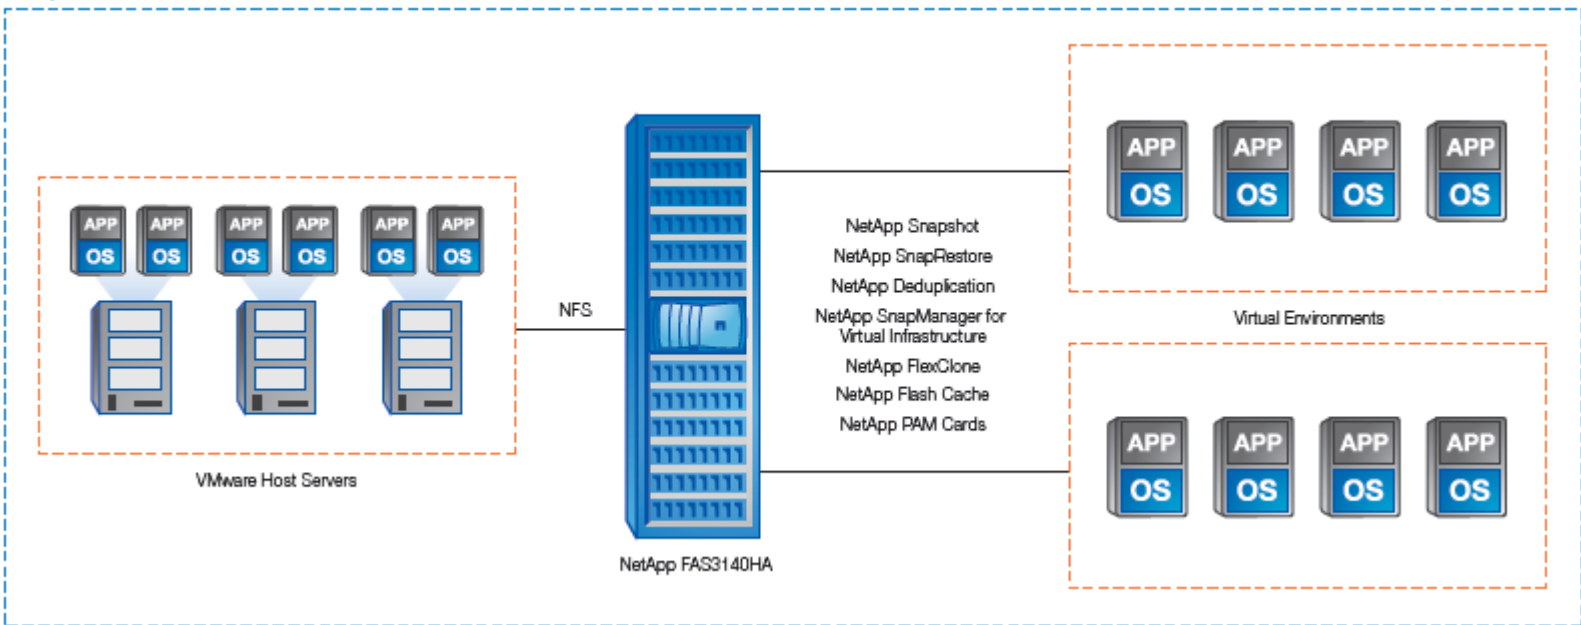 APP APP APP APP APP APP
OS OS OS OS OS OS
VMware Host Servers
NFS
NetApp FAS3140HA
NetApp Snapshot
NetApp SnapRestore
NetApp Deduplication
NetApp SnapManager for
Virtual Infrastructure
NetApp FlexClone
NetApp Flash Cache
NetApp PAM Cards
APP APP APP APP
OS OS OS OS
Virtual Environments
APP APP APP APP
OS OS OS OS